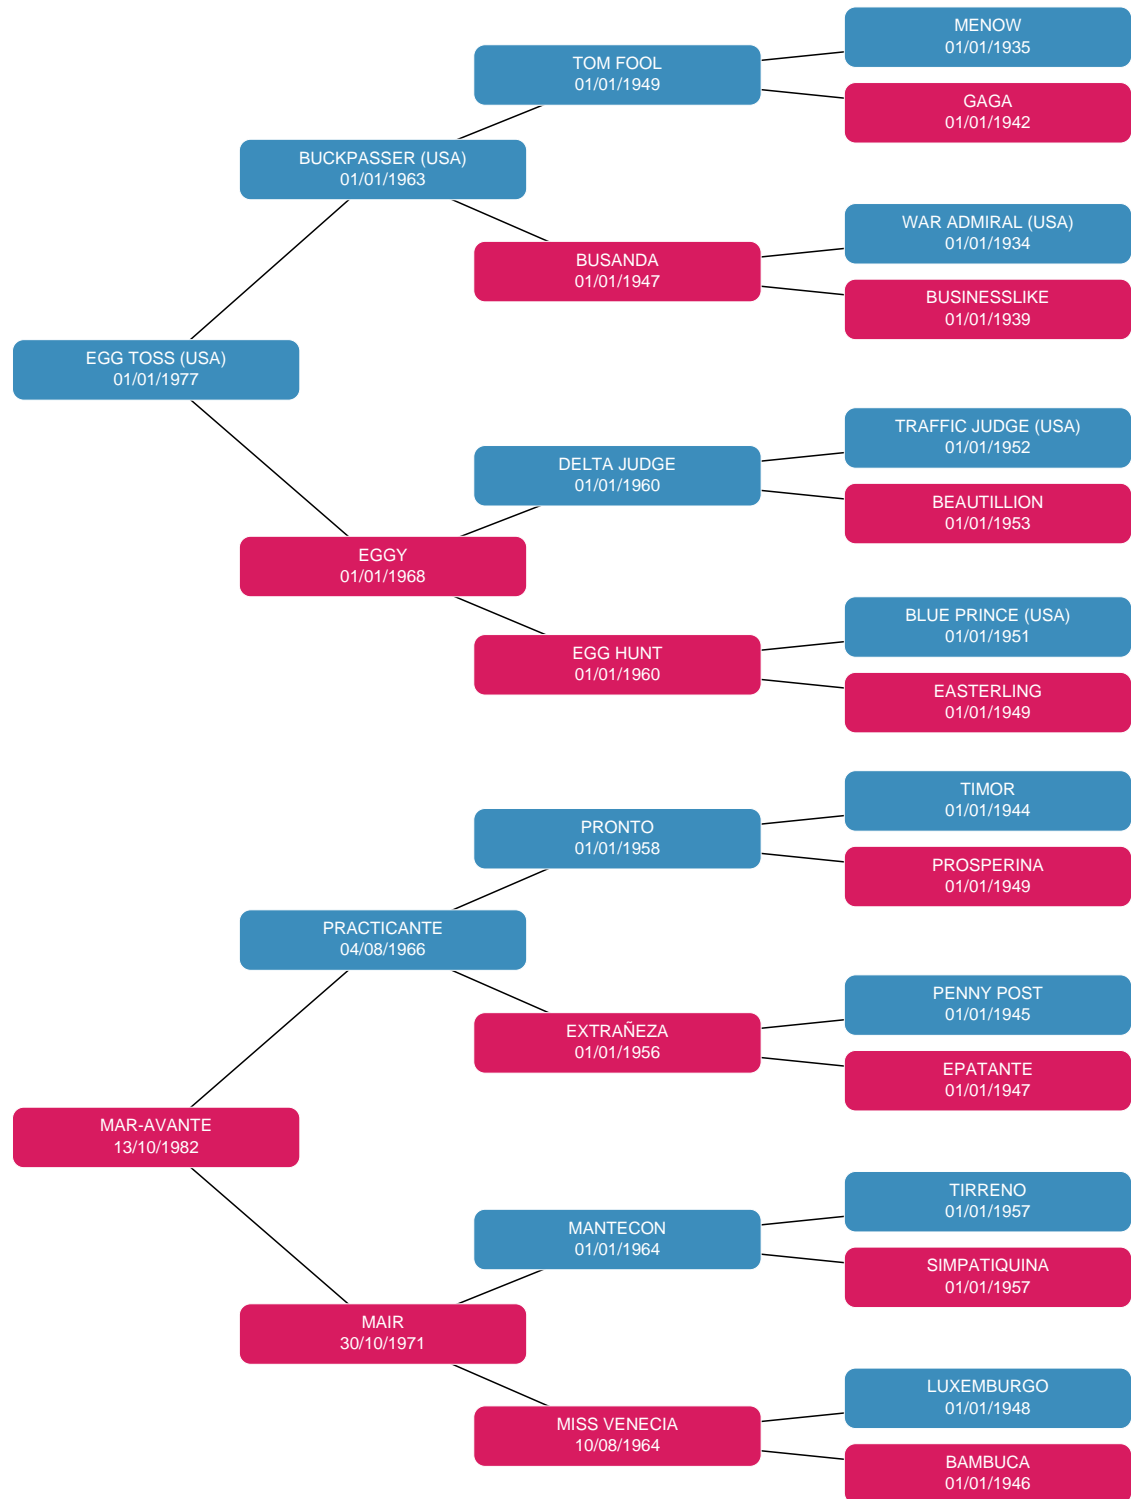 MENOW
01/01/1935
TOM FOOL
01/01/1949
GAGA
01/01/1942
BUCKPASSER (USA)
01/01/1963
WAR ADMIRAL (USA)
01/01/1934
BUSANDA
01/01/1947
BUSINESSLIKE
01/01/1939
EGG TOSS (USA)
01/01/1977
TRAFFIC JUDGE (USA)
01/01/1952
DELTA JUDGE
01/01/1960
BEAUTILLION
01/01/1953
EGGY
01/01/1968
BLUE PRINCE (USA)
01/01/1951
EGG HUNT
01/01/1960
EASTERLING
01/01/1949
TIMOR
01/01/1944
PRONTO
01/01/1958
PROSPERINA
01/01/1949
PRACTICANTE
04/08/1966
PENNY POST
01/01/1945
EXTRAÑEZA
01/01/1956
EPATANTE
01/01/1947
MAR-AVANTE
13/10/1982
TIRRENO
01/01/1957
MANTECON
01/01/1964
SIMPATIQUINA
01/01/1957
MAIR
30/10/1971
LUXEMBURGO
01/01/1948
MISS VENECIA
10/08/1964
BAMBUCA
01/01/1946